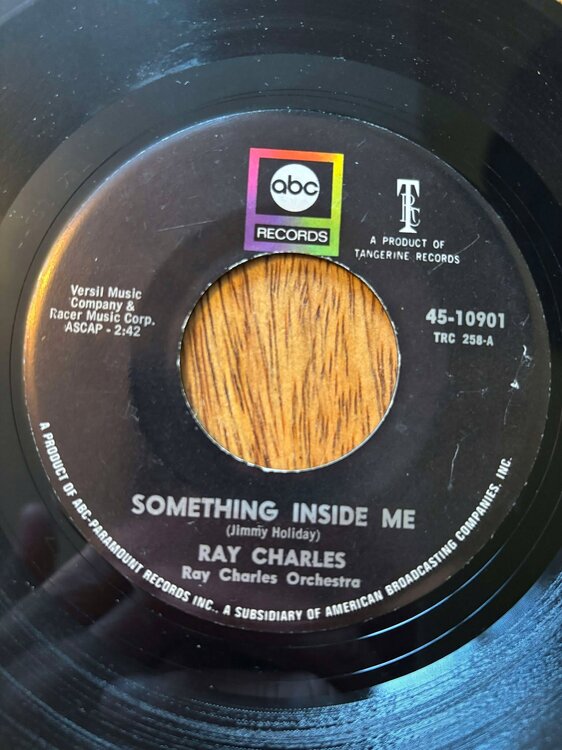 abc
RECORDS
TRC
A PRODUCT OF
TANGERINE RECORDS
Versil Music
Company &
Racer Music Corp.
ASCAP - 2:42
45-10901
TRC 258-A
SOMETHING INSIDE ME
(Jimmy Holiday)
RAY CHARLES
Ray Charles Orchestra
A PRODUCT OF ABC-PARAMOUNT RECORDS INC., A SUBSIDIARY OF AMERICAN BROADCASTING COMPANIES, INC.